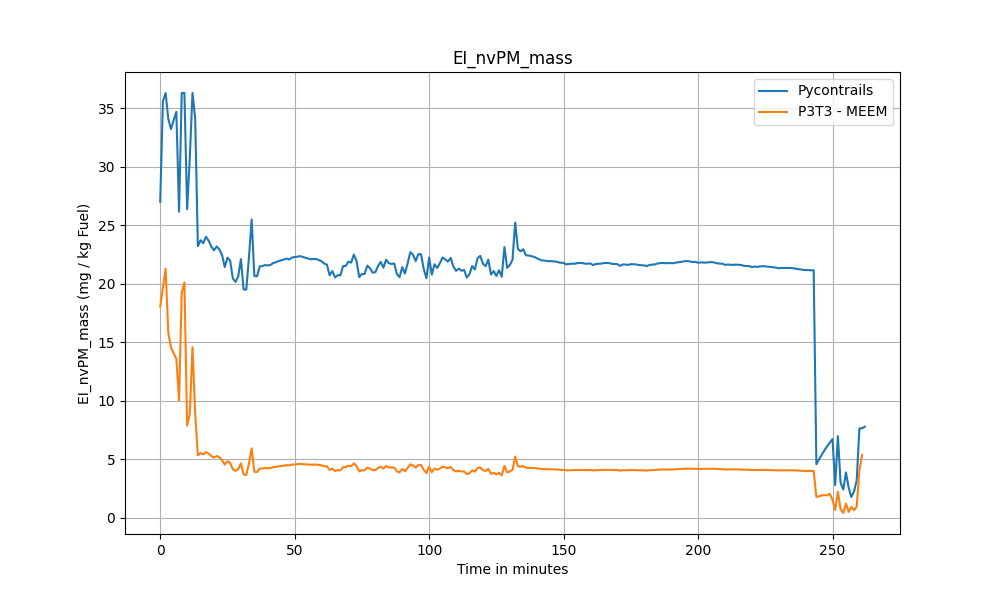 EI_nvPM_mass
Pycontrails
P3T3 - MEEM
EI_nvPM_mass (mg / kg Fuel)
35
30
25
20
15
10
5
0
0 50 100 150 200 250
Time in minutes